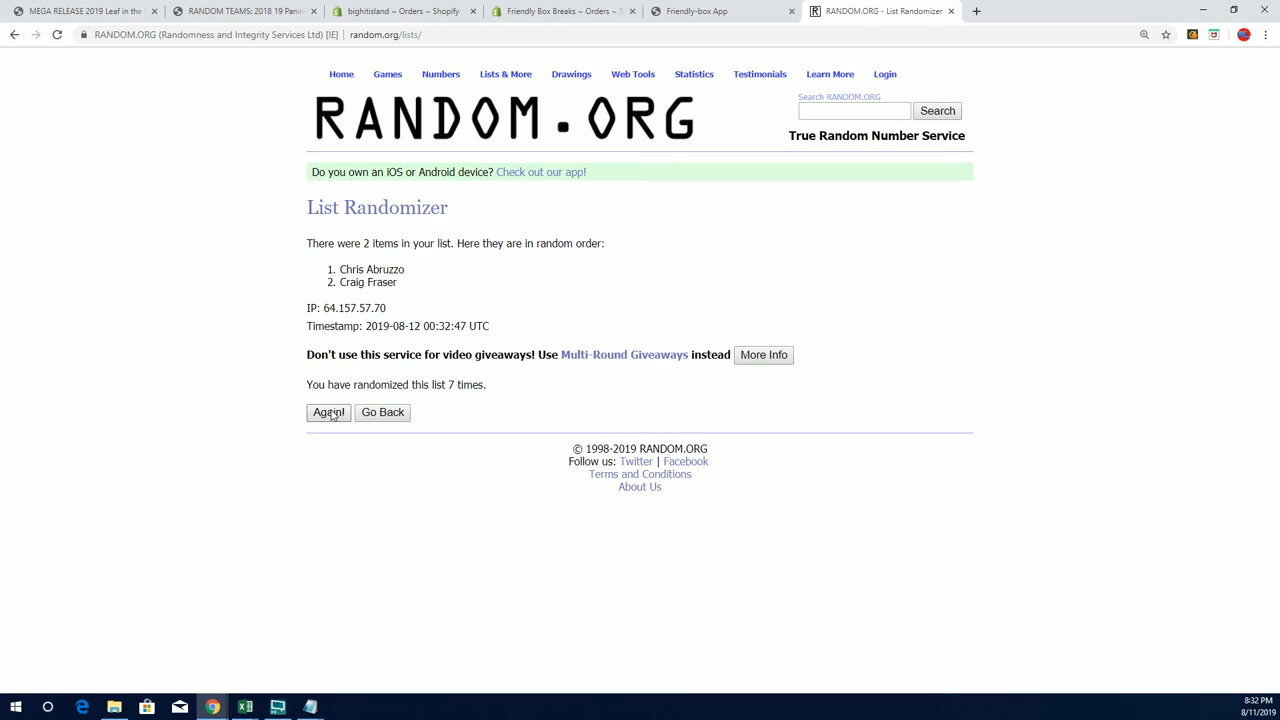 MEGA RELEASE 2019 Leaf in the
RANDOM TEAMS: 2018 19 Panin
bighitisland ~ Orders ~ Shopify
Friendly Box Breaks ~ Orders ~ S
Friendly-box App
RANDOM.ORG - List Randomizer
RANDOM.ORG (Randomness and Integrity Services Ltd) [IE] | random.org/lists/
Home Games Numbers Lists & More Drawings Web Tools Statistics Testimonials Learn More Login
Search RANDOM.ORG
RANDOM.ORG
Search
True Random Number Service
Do you own an iOS or Android device? Check out our app!
List Randomizer
There were 2 items in your list. Here they are in random order:
1. Chris Abruzzo
2. Craig Fraser
IP: 64.157.57.70
Timestamp: 2019-08-12 00:32:47 UTC
Don't use this service for video giveaways! Use Multi-Round Giveaways instead More Info
You have randomized this list 7 times.
Again! Go Back
© 1998-2019 RANDOM.ORG
Follow us: Twitter | Facebook
Terms and Conditions
About Us
8:32 PM
8/11/2019